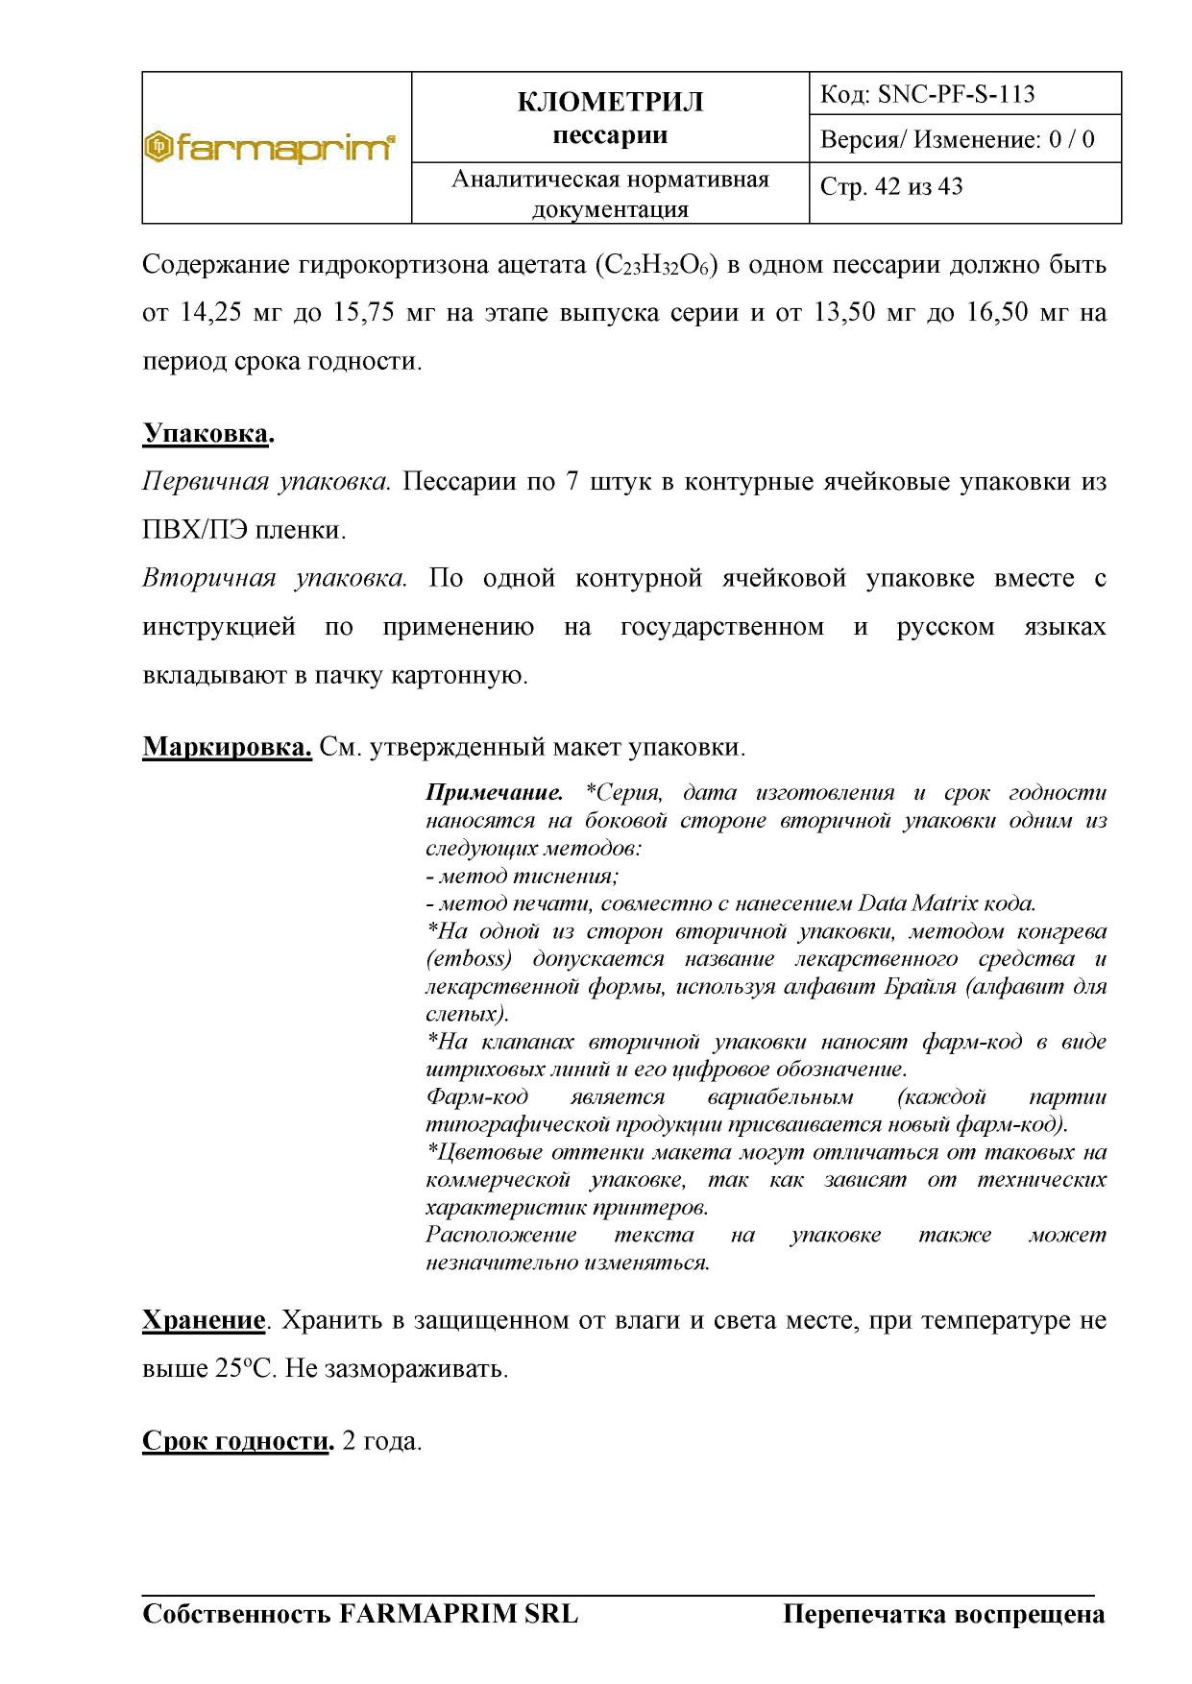 farmaprim
КЛОМЕТРИЛ
пессарии
Код: SNC-PF-S-113
Версия/ Изменение: 0 / 0
Аналитическая нормативная
документация
Стр. 42 из 43
Содержание гидрокортизона ацетата (C23H32O6) в одном пессарии должно быть
от 14,25 мг до 15,75 мг на этапе выпуска серии и от 13,50 мг до 16,50 мг на
период срока годности.
Упаковка.
Первичная упаковка. Пессарии по 7 штук в контурные ячейковые упаковки из
ПВХ/ПЭ пленки.
Вторичная упаковка. По одной контурной ячейковой упаковке вместе с
инструкцией по применению на государственном и русском языках
вкладывают в пачку картонную.
Маркировка. См. утвержденный макет упаковки.
Примечание. *Серия, дата изготовления и срок годности
наносятся на боковой стороне вторичной упаковки одним из
следующих методов:
- метод тиснения;
- метод печати, совместно с нанесением Data Matrix кода.
*На одной из сторон вторичной упаковки, методом конгрева
(emboss) допускается название лекарственного средства и
лекарственной формы, используя алфавит Брайля (алфавит для
слепых).
*На клапанах вторичной упаковки наносят фарм-код в виде
штриховых линий и его цифровое обозначение.
Фарм-код является вариабельным (каждой партии
типографической продукции присваивается новый фарм-код).
*Цветовые оттенки макета могут отличаться от таковых на
коммерческой упаковке, так как зависят от технических
характеристик принтеров.
Расположение текста на упаковке также может
незначительно изменяться.
Хранение. Хранить в защищенном от влаги и света месте, при температуре не
выше 25ºС. Не зазмораживать.
Срок годности. 2 года.
Собственность FARMAPRIM SRL
Перепечатка воспрещена